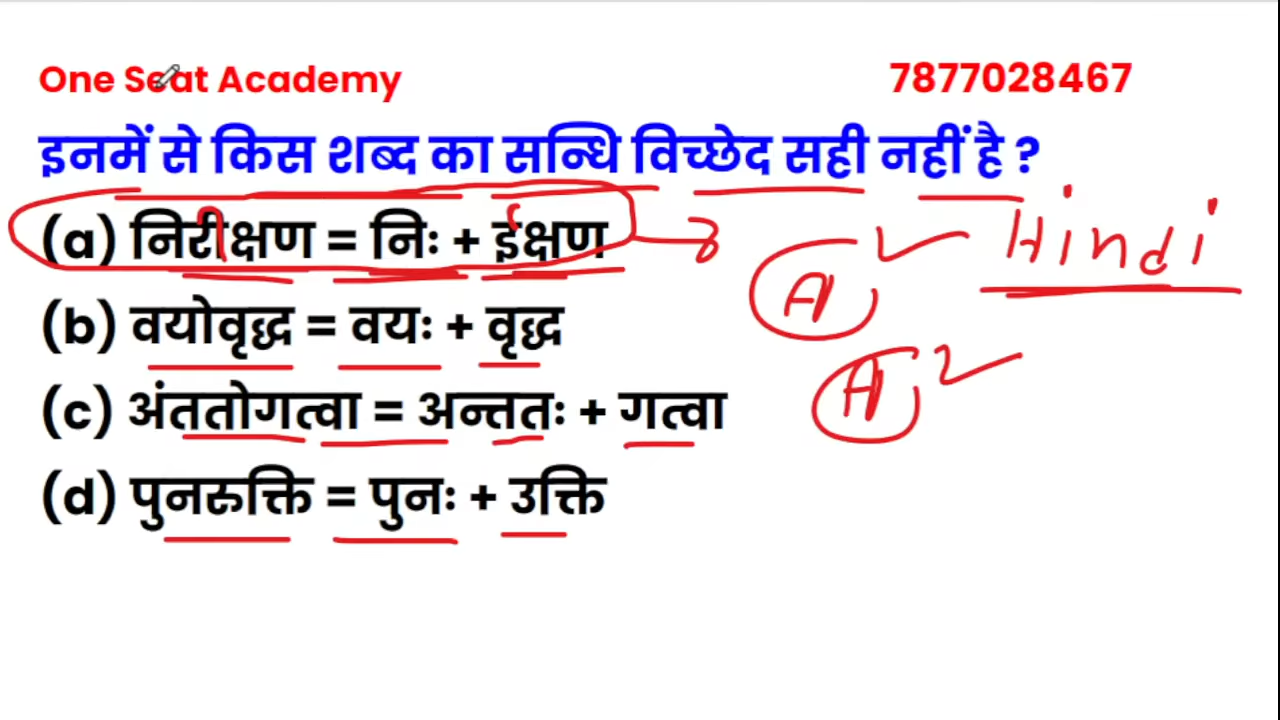 One Seat Academy 7877028467
इनमें से किस शब्द का सन्धि विच्छेद सही नहीं है ?
(a) निरीक्षण = निः + इक्षण
A Hindi
(b) वयोवृद्ध = वयः + वृद्ध
A
(c) अंततोगत्वा = अन्ततः + गत्वा
(d) पुनरुक्ति = पुनः + उक्ति